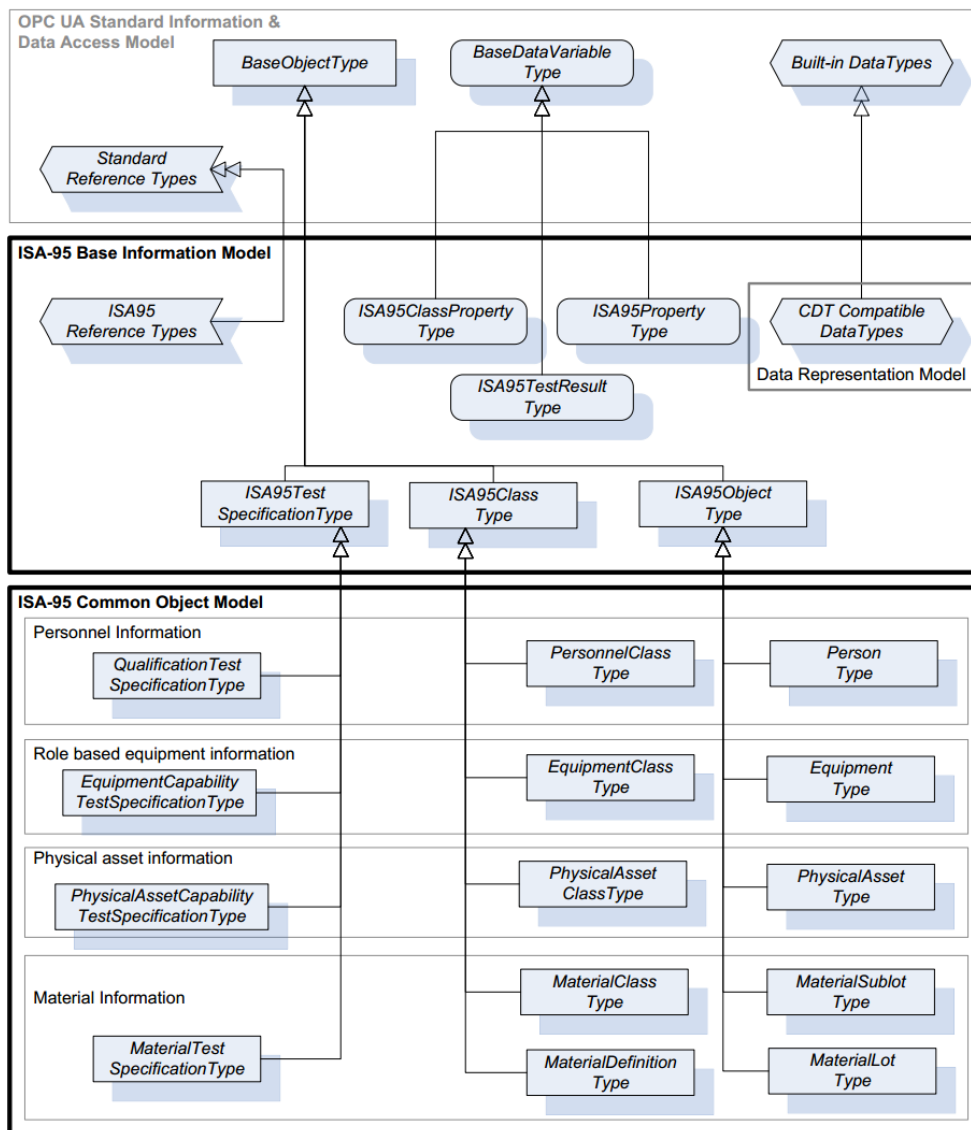 OPC UA Standard Information &
Data Access Model
BaseObjectType
BaseDataVariable
Type
Built-in DataTypes
Standard
Reference Types
ISA-95 Base Information Model
ISA95
Reference Types
ISA95ClassProperty
Type
ISA95Property
Type
CDT Compatible
DataTypes
Data Representation Model
ISA95TestResult
Type
ISA95Test
SpecificationType
ISA95Class
Type
ISA95Object
Type
ISA-95 Common Object Model
Personnel Information
QualificationTest
SpecificationType
PersonnelClass
Type
Person
Type
Role based equipment information
EquipmentCapability
TestSpecificationType
EquipmentClass
Type
Equipment
Type
Physical asset information
PhysicalAssetCapability
TestSpecificationType
PhysicalAsset
ClassType
PhysicalAsset
Type
Material Information
MaterialClass
Type
MaterialSublot
Type
MaterialTest
SpecificationType
MaterialDefinition
Type
MaterialLot
Type